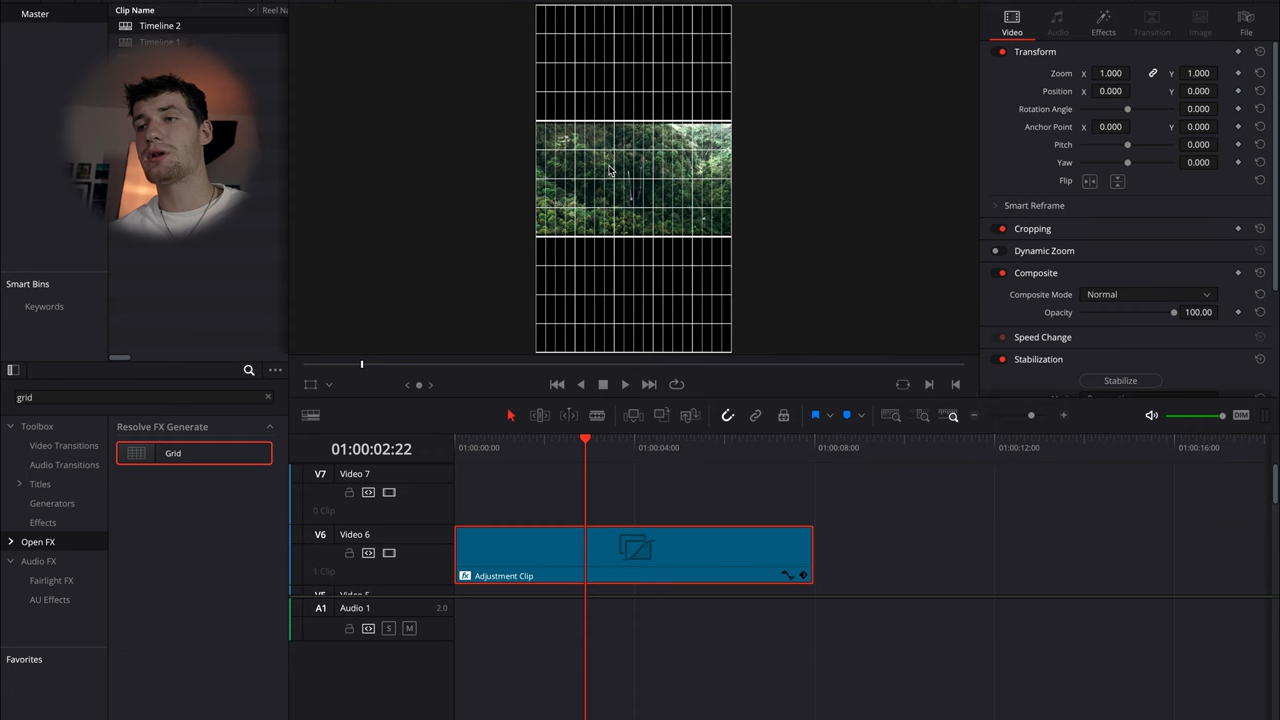 Master
Clip Name
Reel Na
Timeline 2
Timeline 1
Smart Bins
Keywords
Video
Audio
Effects
Transition
Image
File
Transform
Zoom X 1.000 Y 1.000
Position X 0.000 Y 0.000
Rotation Angle 0.000
Anchor Point X 0.000 Y 0.000
Pitch 0.000
Yaw 0.000
Flip
Smart Reframe
Cropping
Dynamic Zoom
Composite
Composite Mode Normal
Opacity 100.00
Speed Change
Stabilization
Stabilize
grid
Toolbox
Video Transitions
Audio Transitions
Titles
Generators
Effects
Open FX
Audio FX
Fairlight FX
AU Effects
Favorites
Resolve FX Generate
Grid
DIM
01:00:02:22
01:00:00:00
01:00:04:00
01:00:08:00
01:00:12:00
01:00:16:00
V7 Video 7
0 Clip
V6 Video 6
1 Clip
Adjustment Clip
A1 Audio 1 2.0
S M